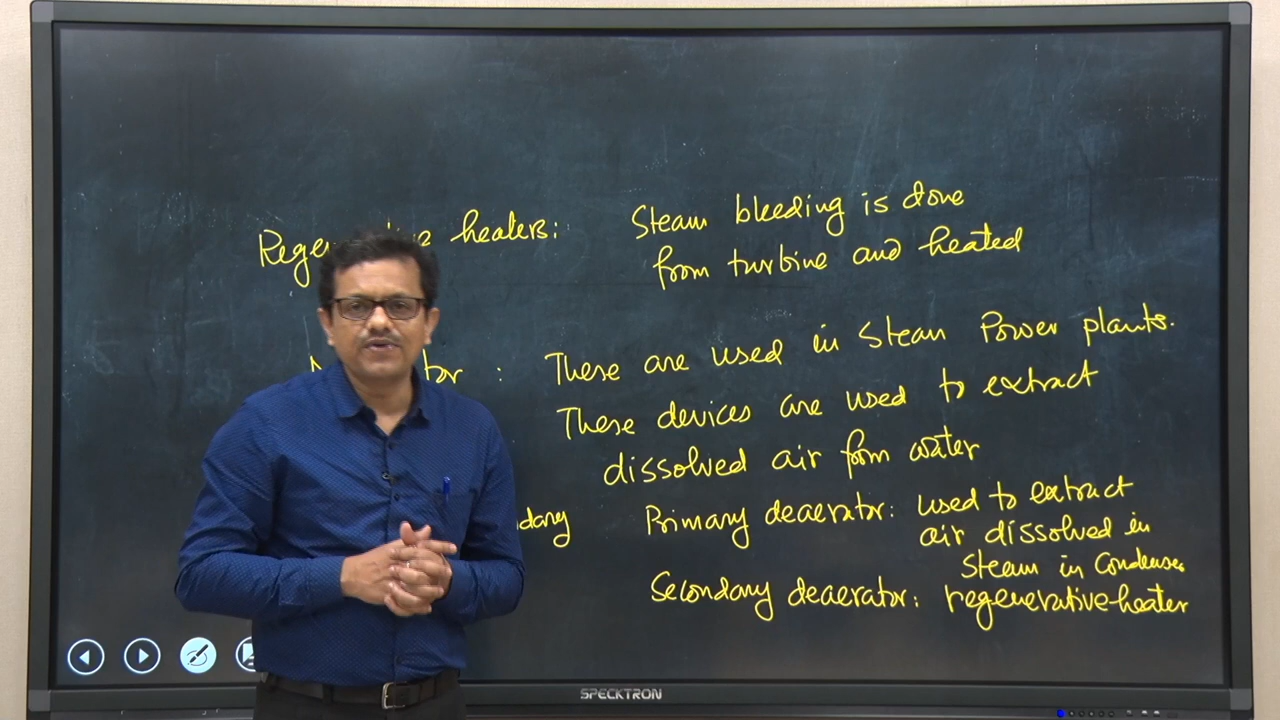 Steam bleeding is done
heaters:
from turbine and heated
: These are used in Steam Power plants.
These devices are used to extract
dissolved air from water
Primary deaerator: used to extract
air dissolved in
Steam in Condenser
Secondary deaerator: regenerative-heater
SPECKTRON